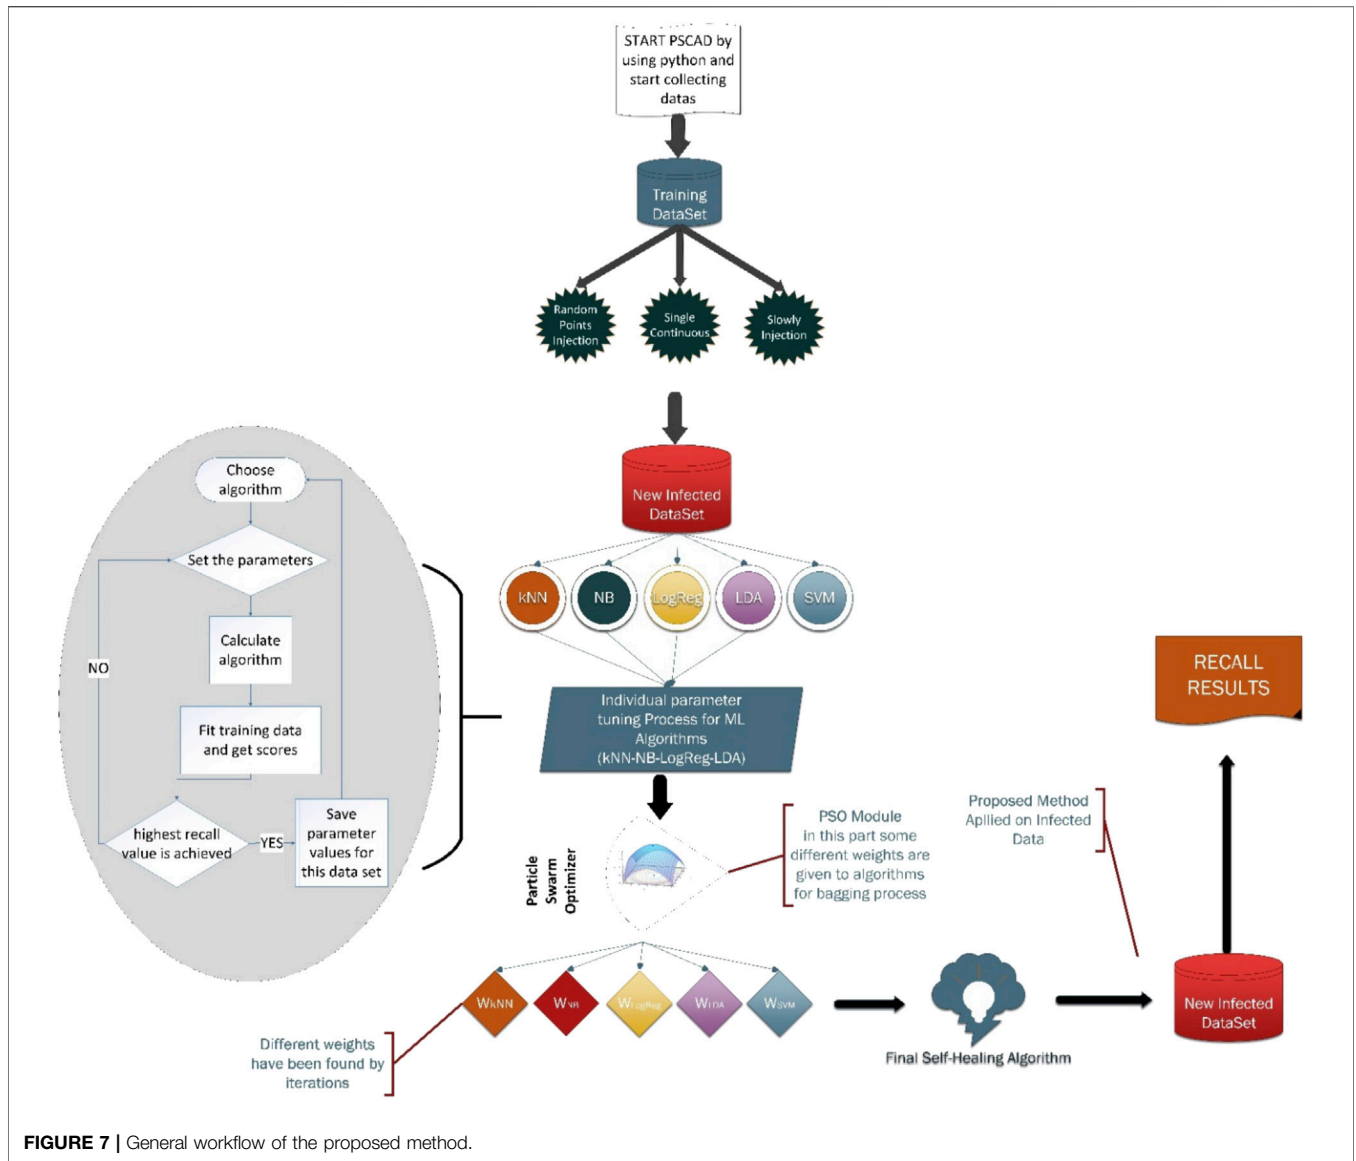 START PSCAD by
using python and
start collecting
datas
Training
DataSet
Random
Points
Injection
Single
Continuous
Slowly
Injection
New Infected
DataSet
kNN
NB
LogReg
LDA
SVM
Choose
algorithm
Set the parameters
Calculate
algorithm
NO
Fit training data
and get scores
highest recall
value is achieved
YES
Save
parameter
values for
this data set
Individual parameter
tuning Process for ML
Algorithms
(kNN-NB-LogReg-LDA)
Particle
Swarm
Optimizer
PSO Module
in this part some
different weights are
given to algorithms
for bagging process
Proposed Method
Apllied on Infected
Data
RECALL
RESULTS
WkNN
WNB
WLogReg
WLDA
WSVM
Different weights
have been found by
iterations
Final Self-Healing Algorithm
New Infected
DataSet
FIGURE 7 | General workflow of the proposed method.